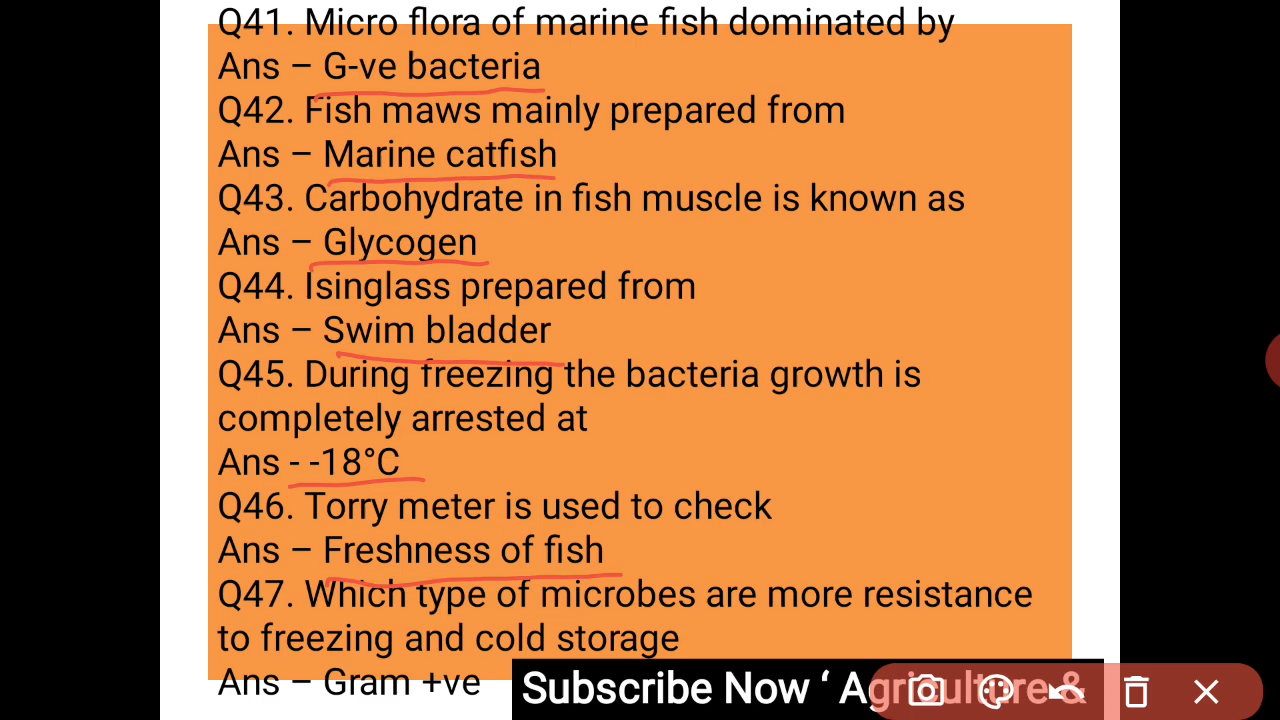 Q41. Micro flora of marine fish dominated by
Ans – G-ve bacteria
Q42. Fish maws mainly prepared from
Ans – Marine catfish
Q43. Carbohydrate in fish muscle is known as
Ans – Glycogen
Q44. Isinglass prepared from
Ans – Swim bladder
Q45. During freezing the bacteria growth is
completely arrested at
Ans - -18°C
Q46. Torry meter is used to check
Ans – Freshness of fish
Q47. Which type of microbes are more resistance
to freezing and cold storage
Ans – Gram +ve
Subscribe Now ‘ Agriculture &